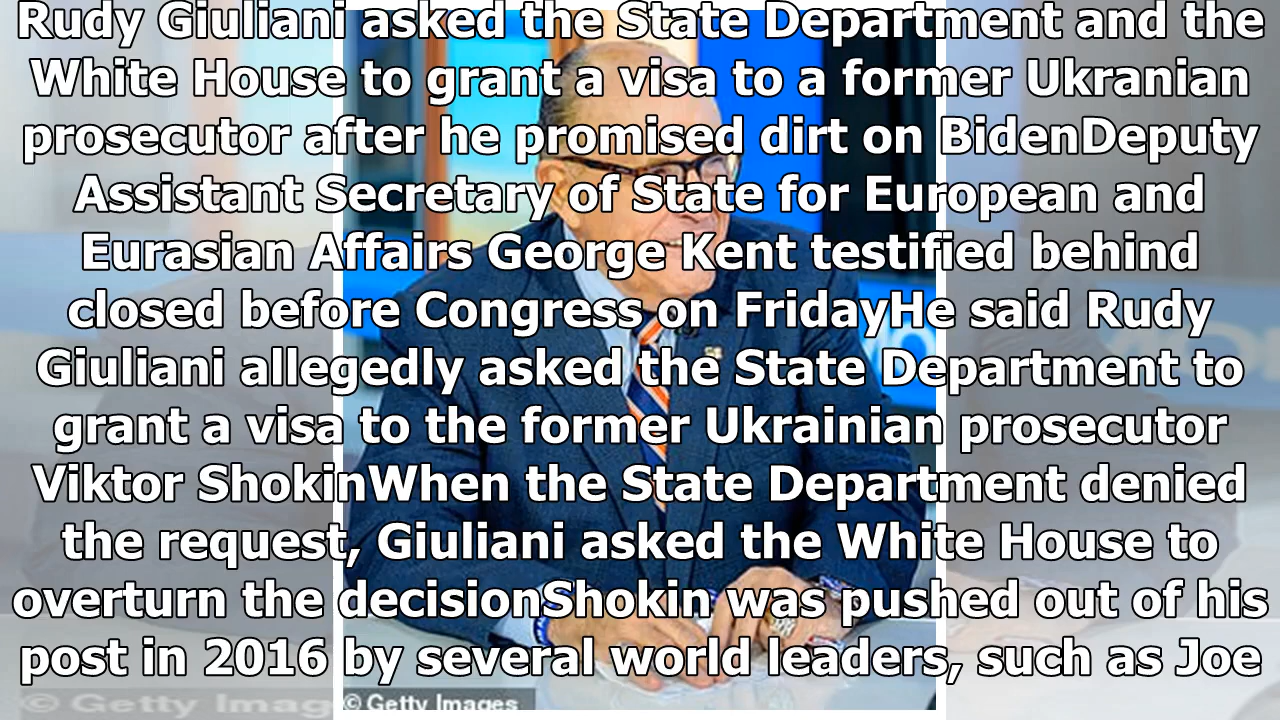 Rudy Giuliani asked the State Department and the
White House to grant a visa to a former Ukranian
prosecutor after he promised dirt on BidenDeputy
Assistant Secretary of State for European and
Eurasian Affairs George Kent testified behind
closed before Congress on FridayHe said Rudy
Giuliani allegedly asked the State Department to
grant a visa to the former Ukrainian prosecutor
Viktor ShokinWhen the State Department denied
the request, Giuliani asked the White House to
overturn the decisionShokin was pushed out of his
post in 2016 by several world leaders, such as Joe
© Getty Images
© Getty Images